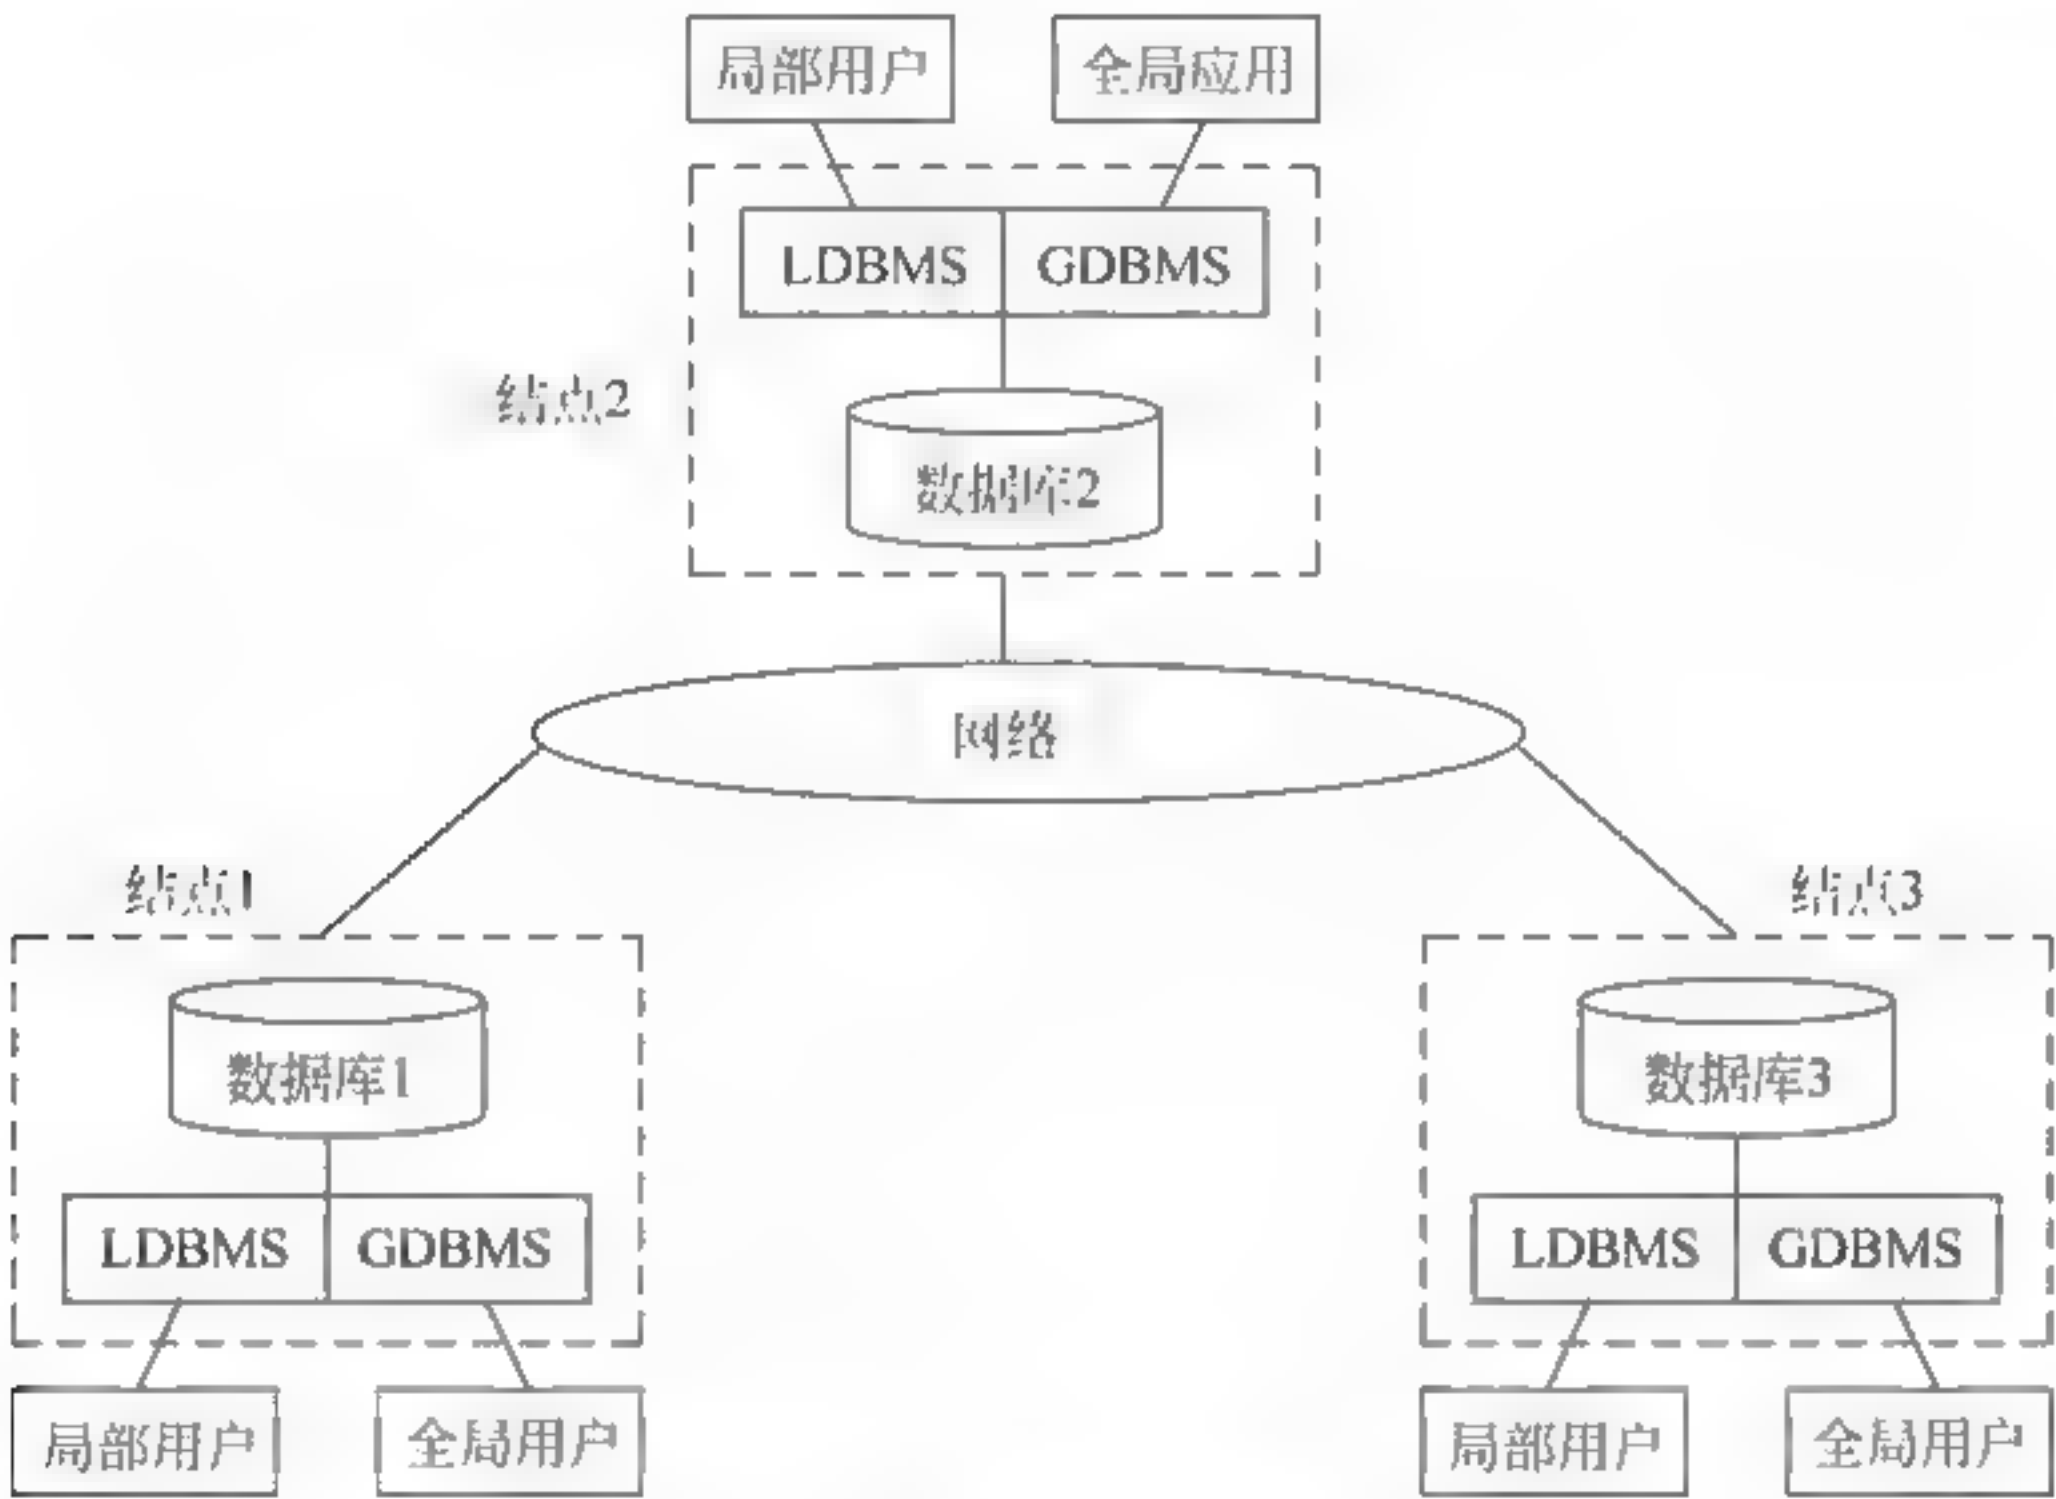 局部用户
全局应用
LDBMS
GDBMS
结点2
数据库2
网络
结点1
结点3
数据库1
数据库3
LDBMS
GDBMS
LDBMS
GDBMS
局部用户
全局用户
局部用户
全局用户